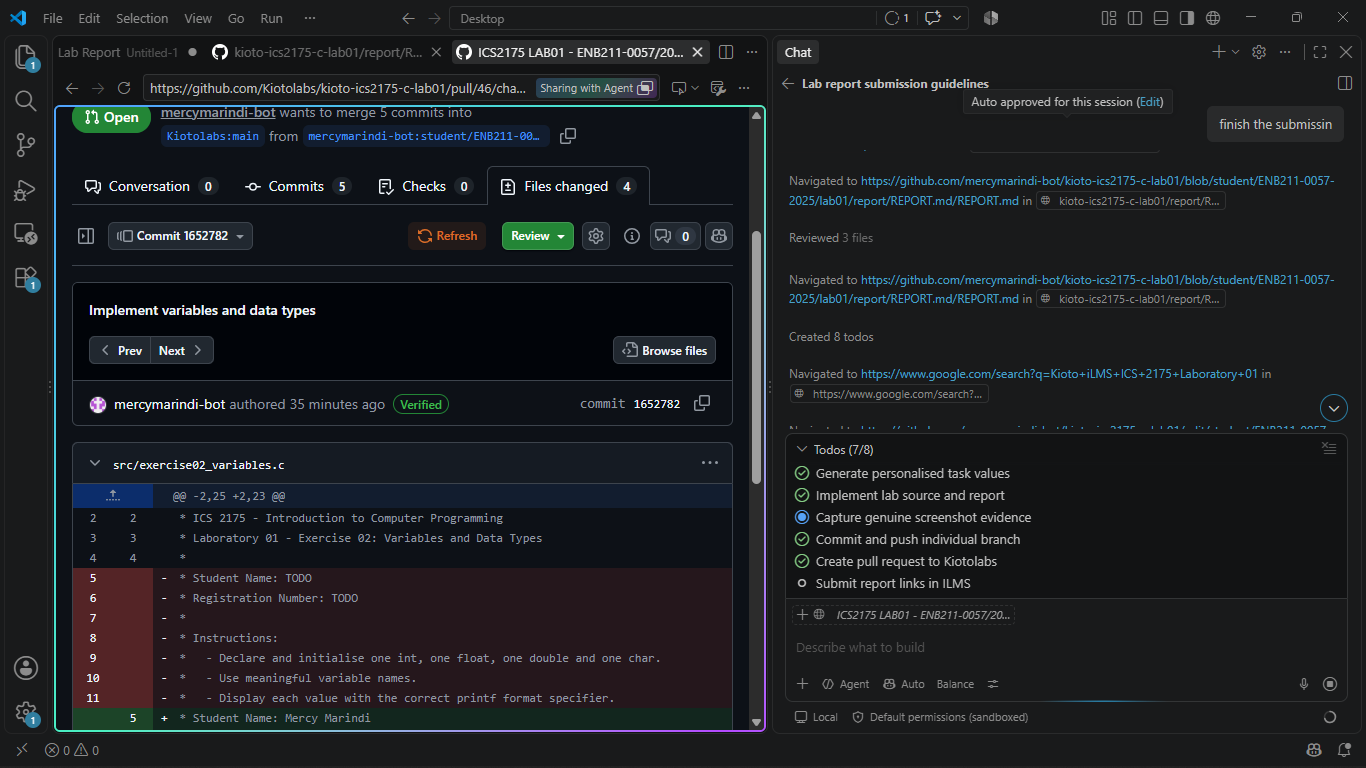 File Edit Selection View Go Run ··· Desktop 1
Lab Report Untitled-1 kioto-ics2175-c-lab01/report/R... ICS2175 LAB01 - ENB211-0057/20...
https://github.com/Kiotolabs/kioto-ics2175-c-lab01/pull/46/cha... Sharing with Agent
Open mercymarindi-bot wants to merge 5 commits into
Kiotolabs:main from mercymarindi-bot:student/ENB211-00…
Conversation 0 Commits 5 Checks 0 Files changed 4
Commit 1652782 Refresh Review 0
Implement variables and data types
Prev Next Browse files
mercymarindi-bot authored 35 minutes ago Verified commit 1652782
src/exercise02_variables.c
@@ -2,25 +2,23 @@
2 2 * ICS 2175 - Introduction to Computer Programming
3 3 * Laboratory 01 - Exercise 02: Variables and Data Types
4 4 *
5 - * Student Name: TODO
6 - * Registration Number: TODO
7 - *
8 - * Instructions:
9 - * - Declare and initialise one int, one float, one double and one char.
10 - * - Use meaningful variable names.
11 - * - Display each value with the correct printf format specifier.
5 + * Student Name: Mercy Marindi
Chat
Lab report submission guidelines
Auto approved for this session (Edit)
finish the submissin
Navigated to https://github.com/mercymarindi-bot/kioto-ics2175-c-lab01/blob/student/ENB211-0057-
2025/lab01/report/REPORT.md/REPORT.md in kioto-ics2175-c-lab01/report/R...
Reviewed 3 files
Navigated to https://github.com/mercymarindi-bot/kioto-ics2175-c-lab01/blob/student/ENB211-0057-
2025/lab01/report/REPORT.md/REPORT.md in kioto-ics2175-c-lab01/report/R...
Created 8 todos
Navigated to https://www.google.com/search?q=Kioto+iLMS+ICS+2175+Laboratory+01 in
https://www.google.com/search?...
Todos (7/8)
Generate personalised task values
Implement lab source and report
Capture genuine screenshot evidence
Commit and push individual branch
Create pull request to Kiotolabs
Submit report links in ILMS
ICS2175 LAB01 - ENB211-0057/20...
Describe what to build
Agent Auto Balance
Local Default permissions (sandboxed)
1
1
1
0 0